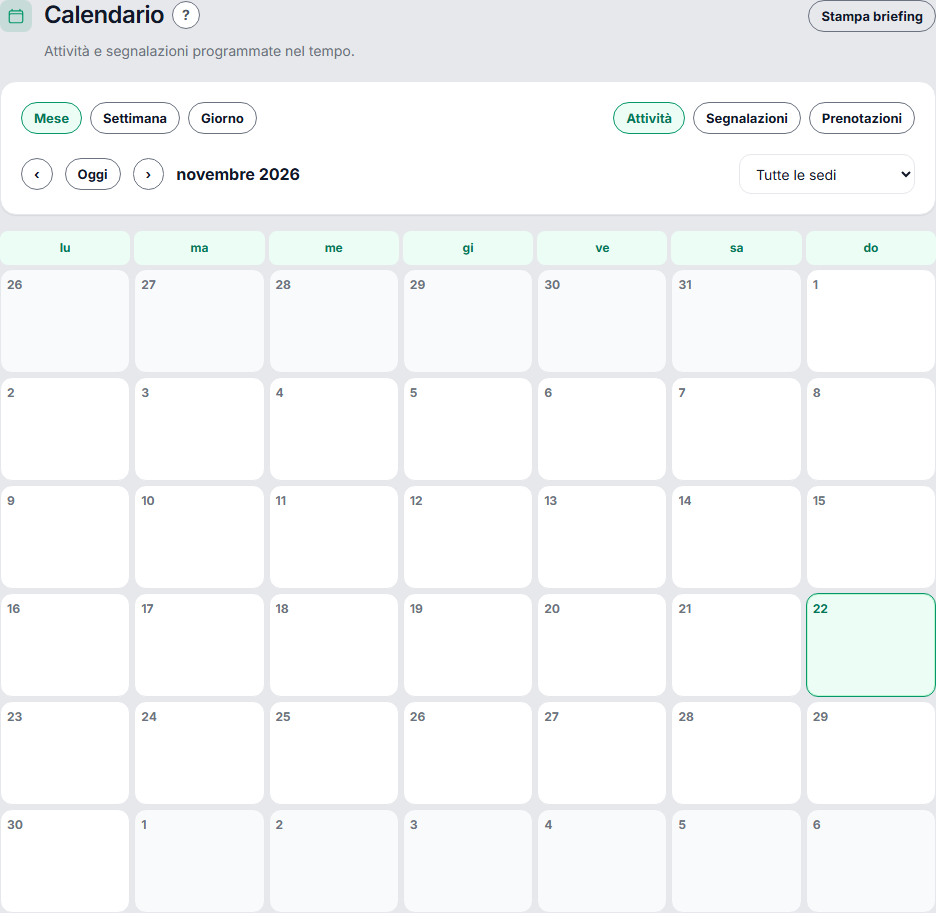 Calendario ?
Stampa briefing
Attività e segnalazioni programmate nel tempo.
Mese Settimana Giorno
Attività Segnalazioni Prenotazioni
‹ Oggi › novembre 2026
Tutte le sedi
lu ma me gi ve sa do
26 27 28 29 30 31 1
2 3 4 5 6 7 8
9 10 11 12 13 14 15
16 17 18 19 20 21 22
23 24 25 26 27 28 29
30 1 2 3 4 5 6